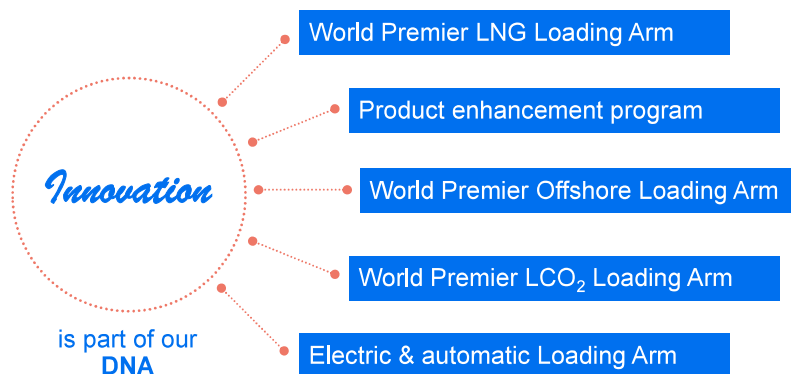 Innovation
is part of our
DNA
World Premier LNG Loading Arm
Product enhancement program
World Premier Offshore Loading Arm
World Premier LCO₂ Loading Arm
Electric & automatic Loading Arm